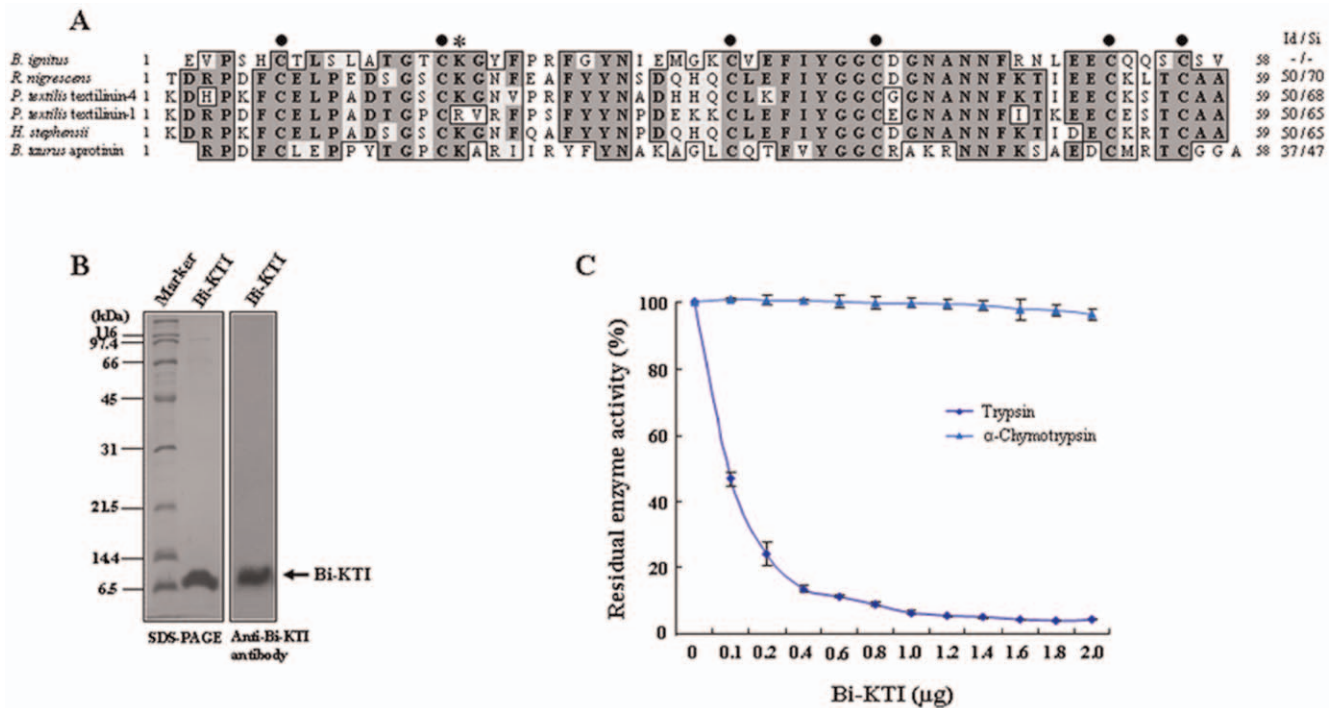 A
* Id / Si
B. ignitus 1 E V P S H C T L S L A T G T C K G Y F P R F G Y N I E M G K C V E F I Y G G C D G N A N N F R N L E E C Q Q S C S V 58 -/-
R. nigrescens 1 T D R P D F C E L P E D S G S C K G N F E A F Y Y N S D Q H Q C L E F I Y G G C D G N A N N F K T I E E C K S T C A A 59 50/70
P. textilis textilinin-4 1 K D H P K F C E L P A D T G S C K G N V P R F Y Y N A D H H Q C L K F I Y G G C G G N A N N F K T I E E C K S T C A A 59 50/68
P. textilis textilinin-1 1 K D R P D F C E L P A D T G P C R V R F P S F Y Y N P D E K K C L E F I Y G G C E G N A N N F I T K E E C E S T C A A 59 50/65
H. stephensii 1 K D R P K F C E L P A D S G S C K G N F Q A F Y Y N P D Q H Q C L E F I Y G G C D G N A N N F K T I D E C K S T C A A 59 50/65
B. taurus aprotinin 1 R P D F C L E P P Y T G P C K A R I I R Y F Y N A K A G L C Q T F V Y G G C R A K R N N F K S A E D C M R T C G G A 58 37/47
B
Marker
Bi-KTI
Bi-KTI
(kDa)
116
97.4
66
45
31
21.5
14.4
6.5
Bi-KTI
SDS-PAGE
Anti-Bi-KTI
antibody
C
Residual enzyme activity (%)
100
80
60
40
20
0
Trypsin
α-Chymotrypsin
0 0.1 0.2 0.4 0.6 0.8 1.0 1.2 1.4 1.6 1.8 2.0
Bi-KTI (µg)